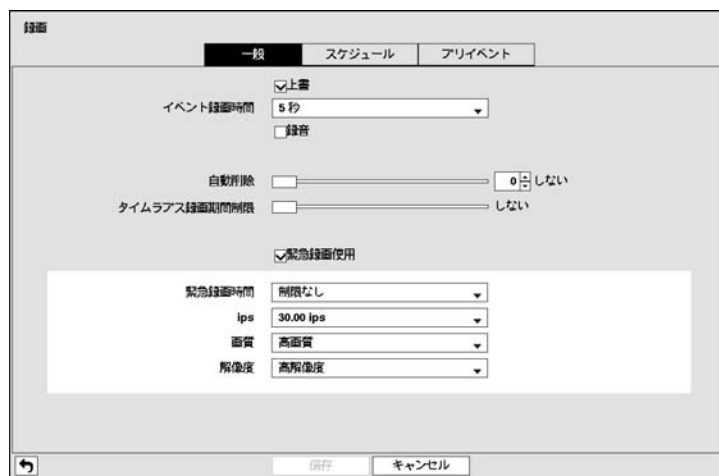 録画
一般 スケジュール アリイベント
上書
イベント録画時間 5 秒
録音
自動削除 0 しない
タイムラアス録画期間制限 しない
緊急録画使用
緊急録画時間 制限なし
ips 30.00 ips
画質 高画質
解像度 高解像度
保存 キャンセル